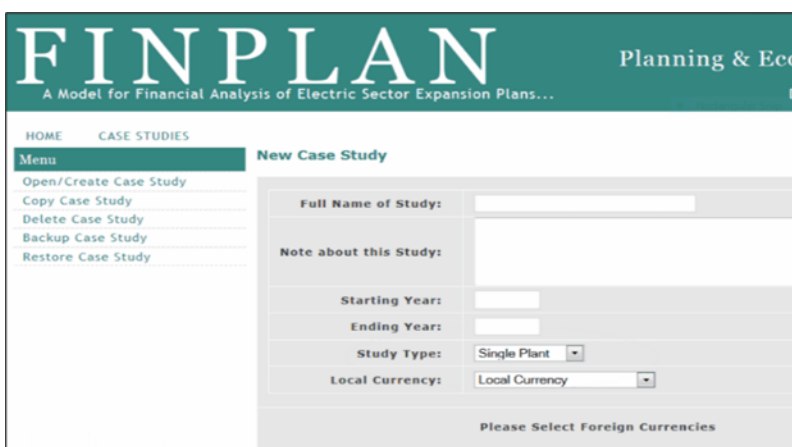 FINPLAN
Planning & Eco
A Model for Financial Analysis of Electric Sector Expansion Plans...
HOME CASE STUDIES
Menu
New Case Study
Open/Create Case Study
Copy Case Study
Delete Case Study
Backup Case Study
Restore Case Study
Full Name of Study:
Note about this Study:
Starting Year:
Ending Year:
Study Type: Single Plant
Local Currency: Local Currency
Please Select Foreign Currencies